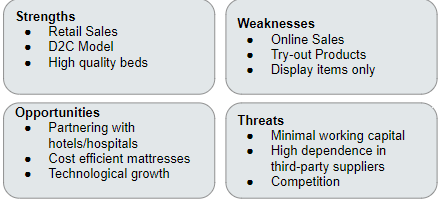 Strengths
● Retail Sales
● D2C Model
● High quality beds
Weaknesses
● Online Sales
● Try-out Products
● Display items only
Opportunities
● Partnering with
hotels/hospitals
● Cost efficient mattresses
● Technological growth
Threats
● Minimal working capital
● High dependence in
third-party suppliers
● Competition